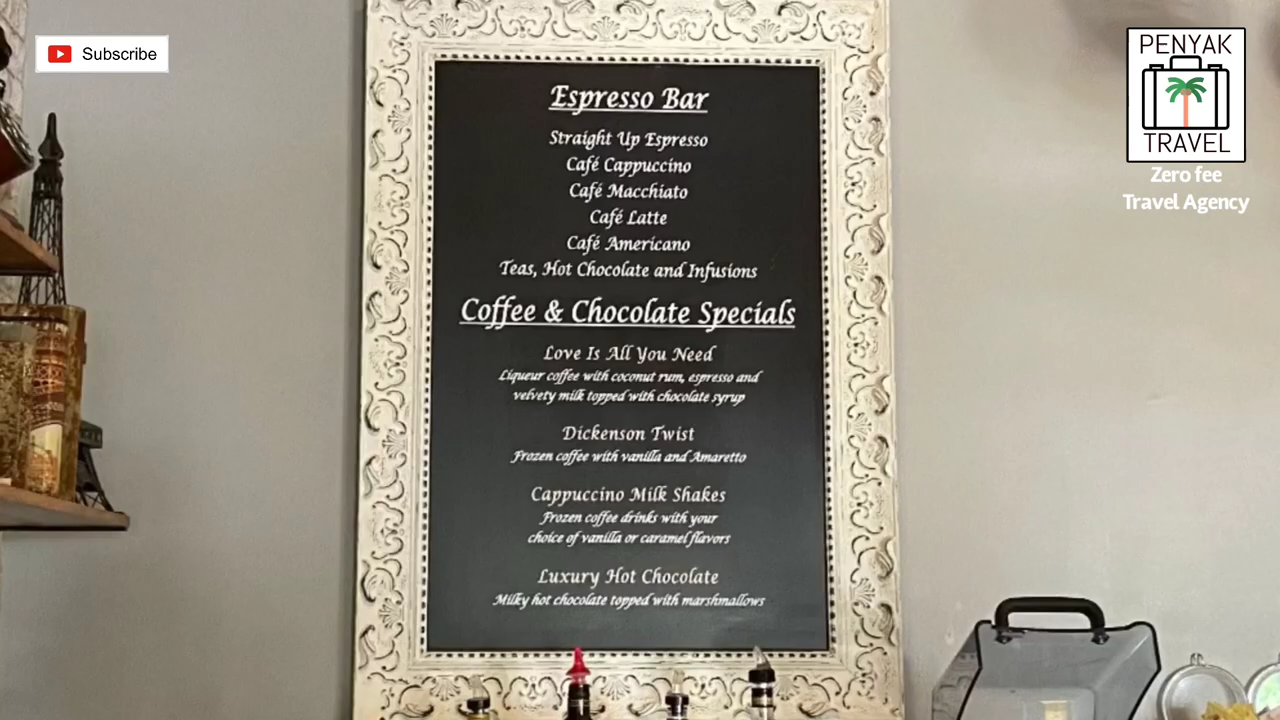 Subscribe
PENYAK
TRAVEL
Zero fee
Travel Agency
Espresso Bar
Straight Up Espresso
Café Cappuccino
Café Macchiato
Café Latte
Café Americano
Teas, Hot Chocolate and Infusions
Coffee & Chocolate Specials
Love Is All You Need
Liqueur coffee with coconut rum, espresso and
velvety milk topped with chocolate syrup
Dickenson Twist
Frozen coffee with vanilla and Amaretto
Cappuccino Milk Shakes
Frozen coffee drinks with your
choice of vanilla or caramel flavors
Luxury Hot Chocolate
Milky hot chocolate topped with marshmallows